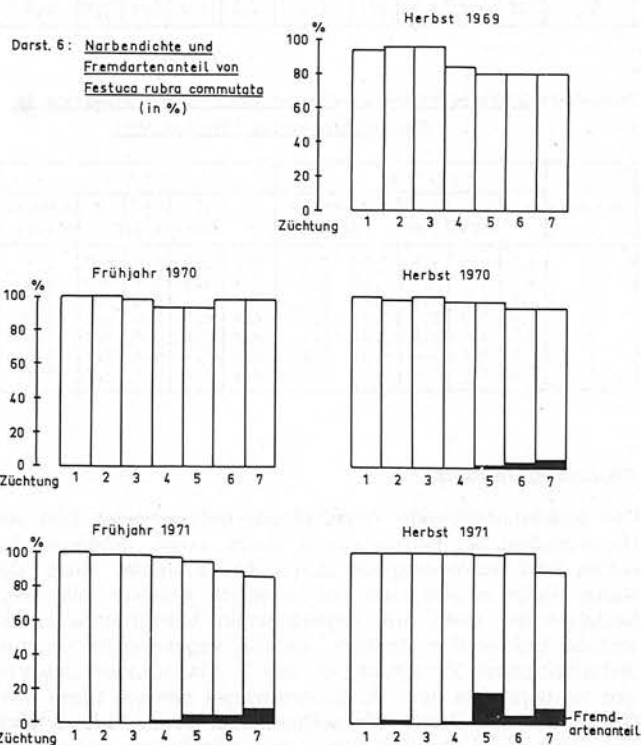 Darst. 6: Narbendichte und
Fremdartenanteil von
Festuca rubra commutata
(in %)
Herbst 1969
%
100
80
60
40
20
0
Züchtung 1 2 3 4 5 6 7
Frühjahr 1970
%
100
80
60
40
20
0
Züchtung 1 2 3 4 5 6 7
Herbst 1970
1 2 3 4 5 6 7
Frühjahr 1971
%
100
80
60
40
20
0
Züchtung 1 2 3 4 5 6 7
Herbst 1971
1 2 3 4 5 6 7
Fremd-
artenanteil